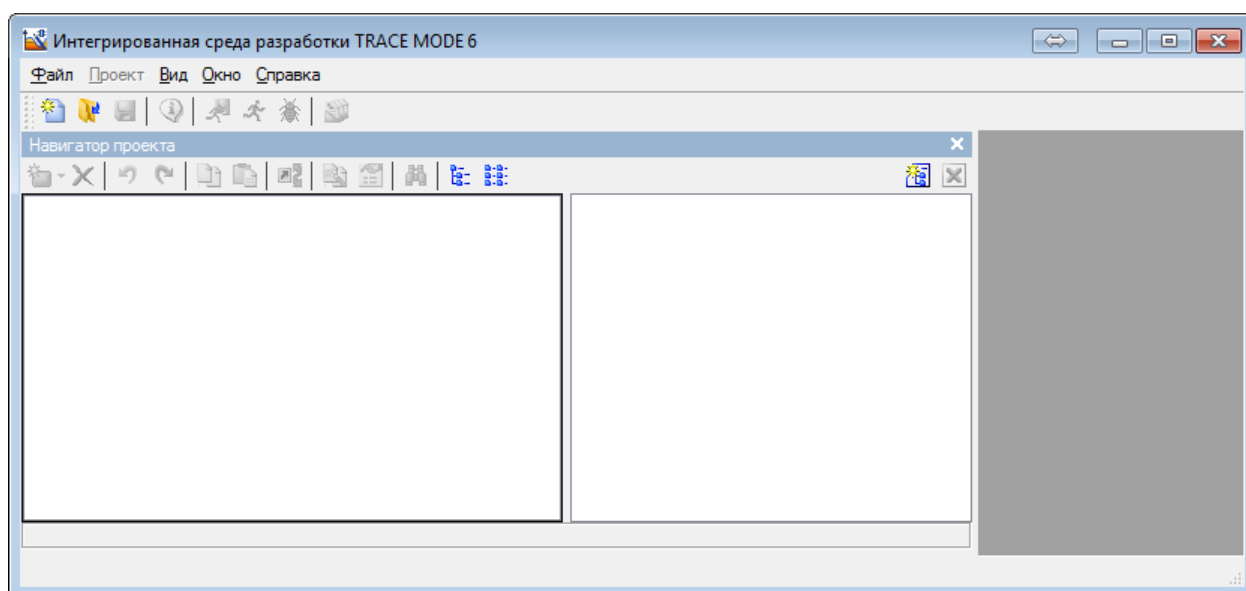 Интегрированная среда разработки TRACE MODE 6
Файл Проект Вид Окно Справка
Навигатор проекта